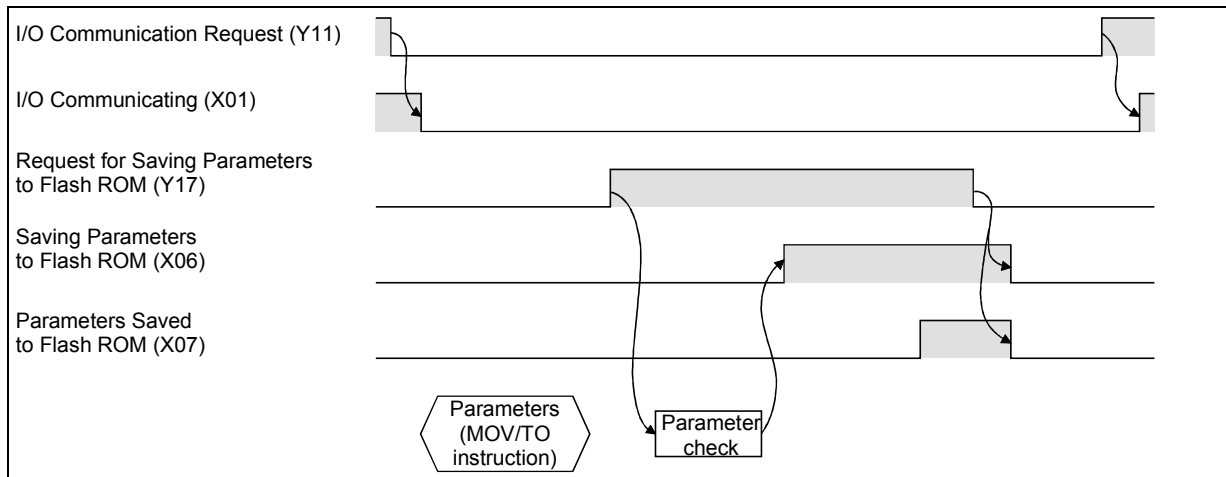 I/O Communication Request (Y11)
I/O Communicating (X01)
Request for Saving Parameters
to Flash ROM (Y17)
Saving Parameters
to Flash ROM (X06)
Parameters Saved
to Flash ROM (X07)
Parameters
(MOV/TO
instruction)
Parameter
check